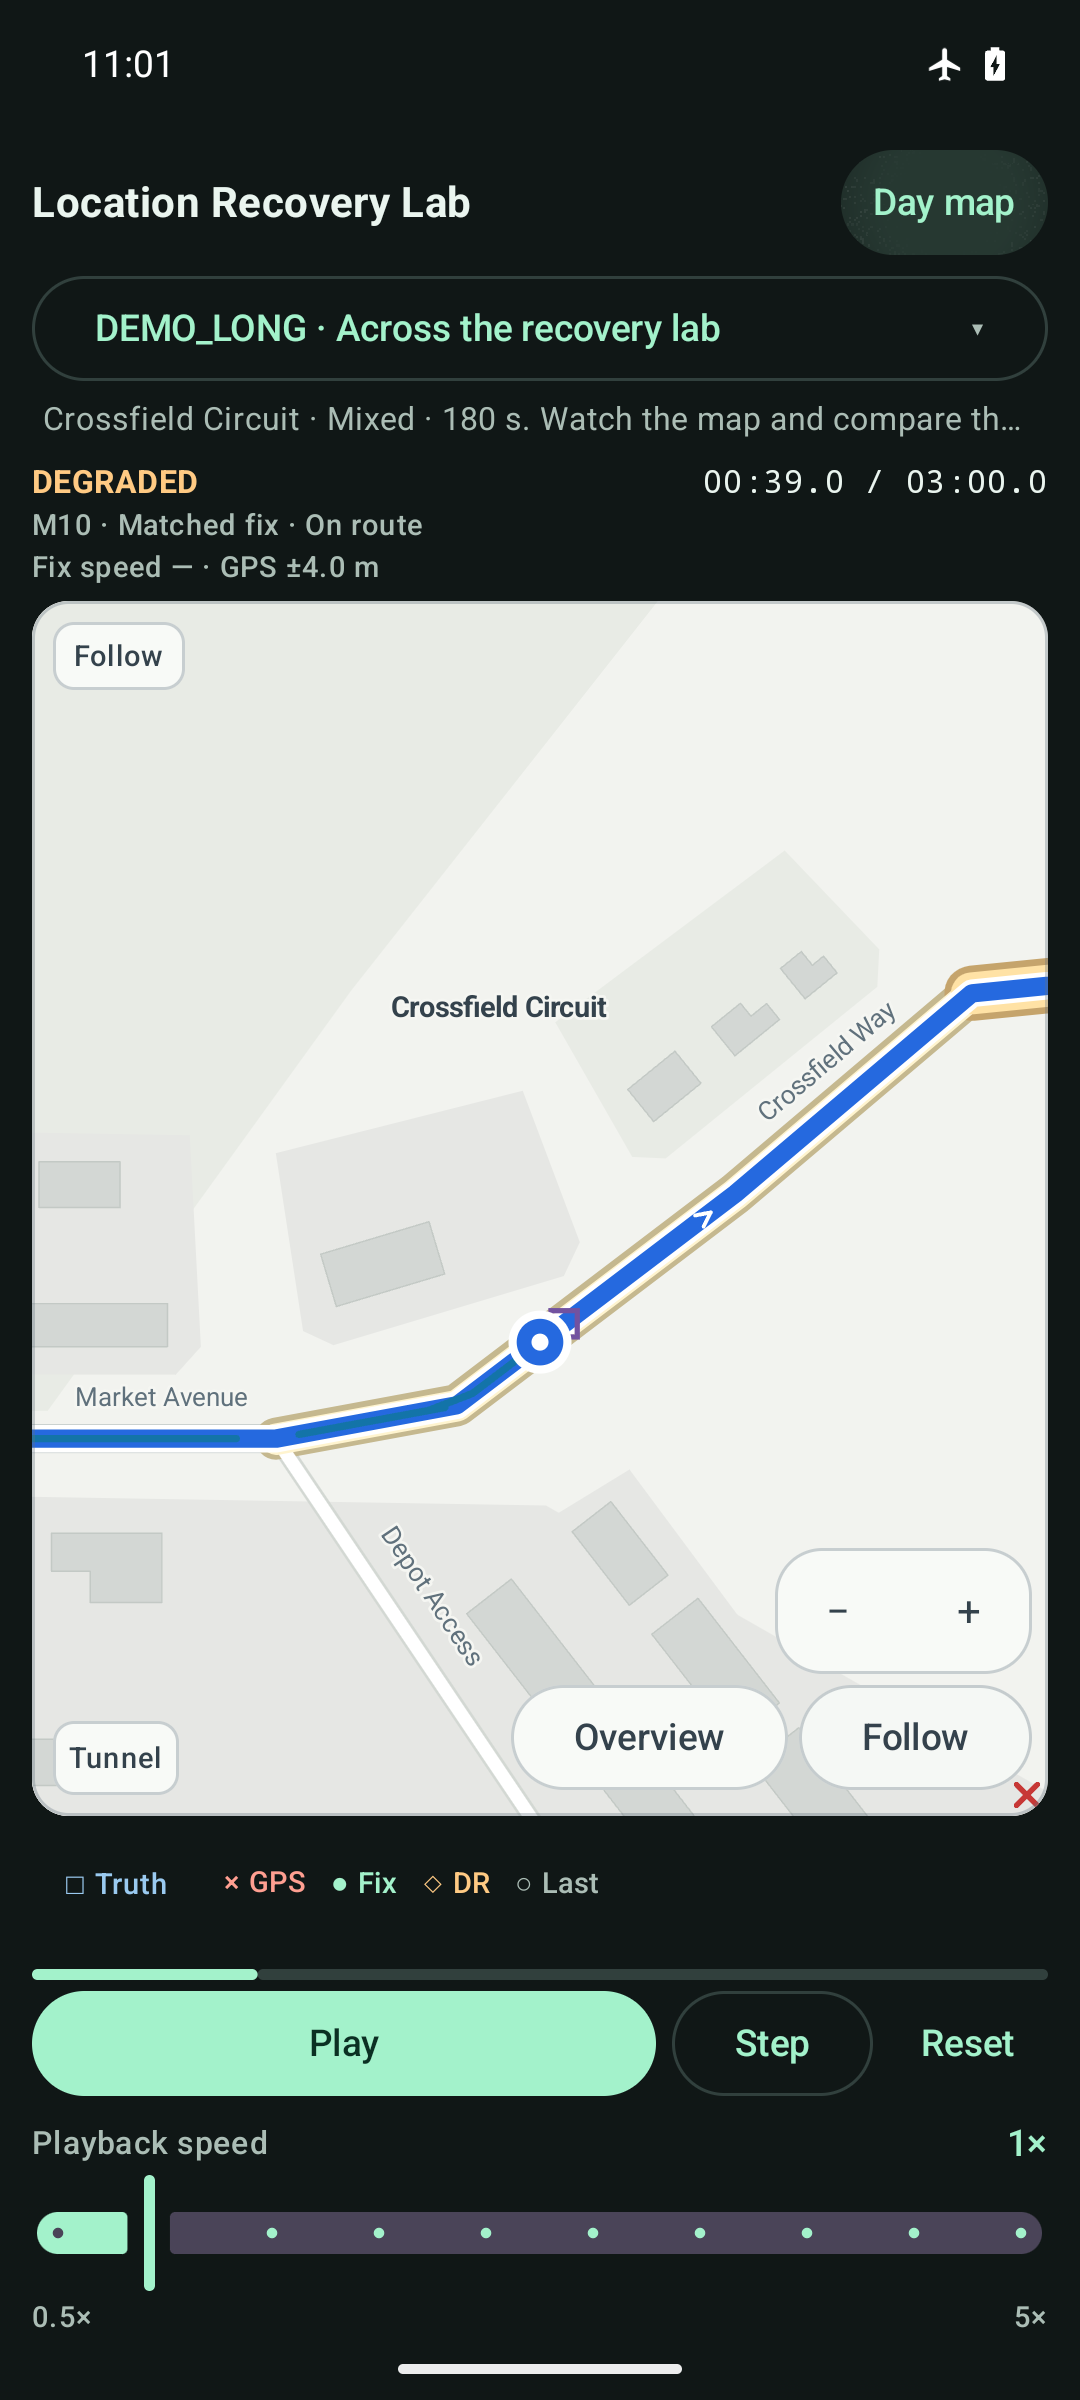 11:01
Location Recovery Lab
Day map
DEMO_LONG · Across the recovery lab
Crossfield Circuit · Mixed · 180 s. Watch the map and compare th…
DEGRADED
00:39.0 / 03:00.0
M10 · Matched fix · On route
Fix speed — · GPS ±4.0 m
Follow
Crossfield Circuit
Crossfield Way
Market Avenue
Depot Access
− +
Overview
Follow
Tunnel
□ Truth × GPS ● Fix ◇ DR ○ Last
Play
Step
Reset
Playback speed
1×
0.5×
5×